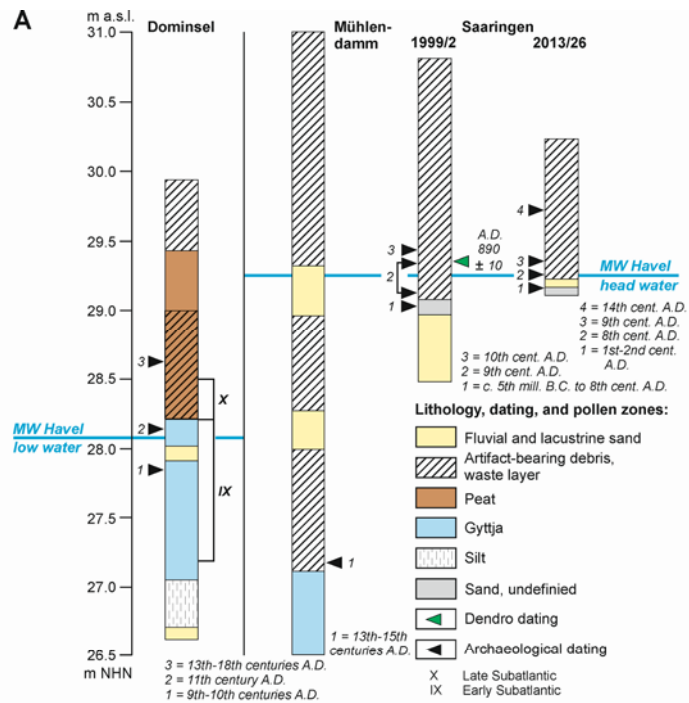 A
m a.s.l.
Dominsel
Mühlen-
damm
Saaringen
1999/2
2013/26
31.0
30.5
30.0
29.5
29.0
28.5
28.0
27.5
27.0
26.5
m NHN
MW Havel
low water
3
2
1
X
IX
3 = 13th-18th centuries A.D.
2 = 11th century A.D.
1 = 9th-10th centuries A.D.
1
1 = 13th-15th
centuries A.D.
3
2
1
A.D.
890
± 10
3 = 10th cent. A.D.
2 = 9th cent. A.D.
1 = c. 5th mill. B.C. to 8th cent. A.D.
4
3
2
1
MW Havel
head water
4 = 14th cent. A.D.
3 = 9th cent. A.D.
2 = 8th cent. A.D.
1 = 1st-2nd cent.
A.D.
Lithology, dating, and pollen zones:
Fluvial and lacustrine sand
Artifact-bearing debris,
waste layer
Peat
Gyttja
Silt
Sand, undefinied
Dendro dating
Archaeological dating
X Late Subatlantic
IX Early Subatlantic